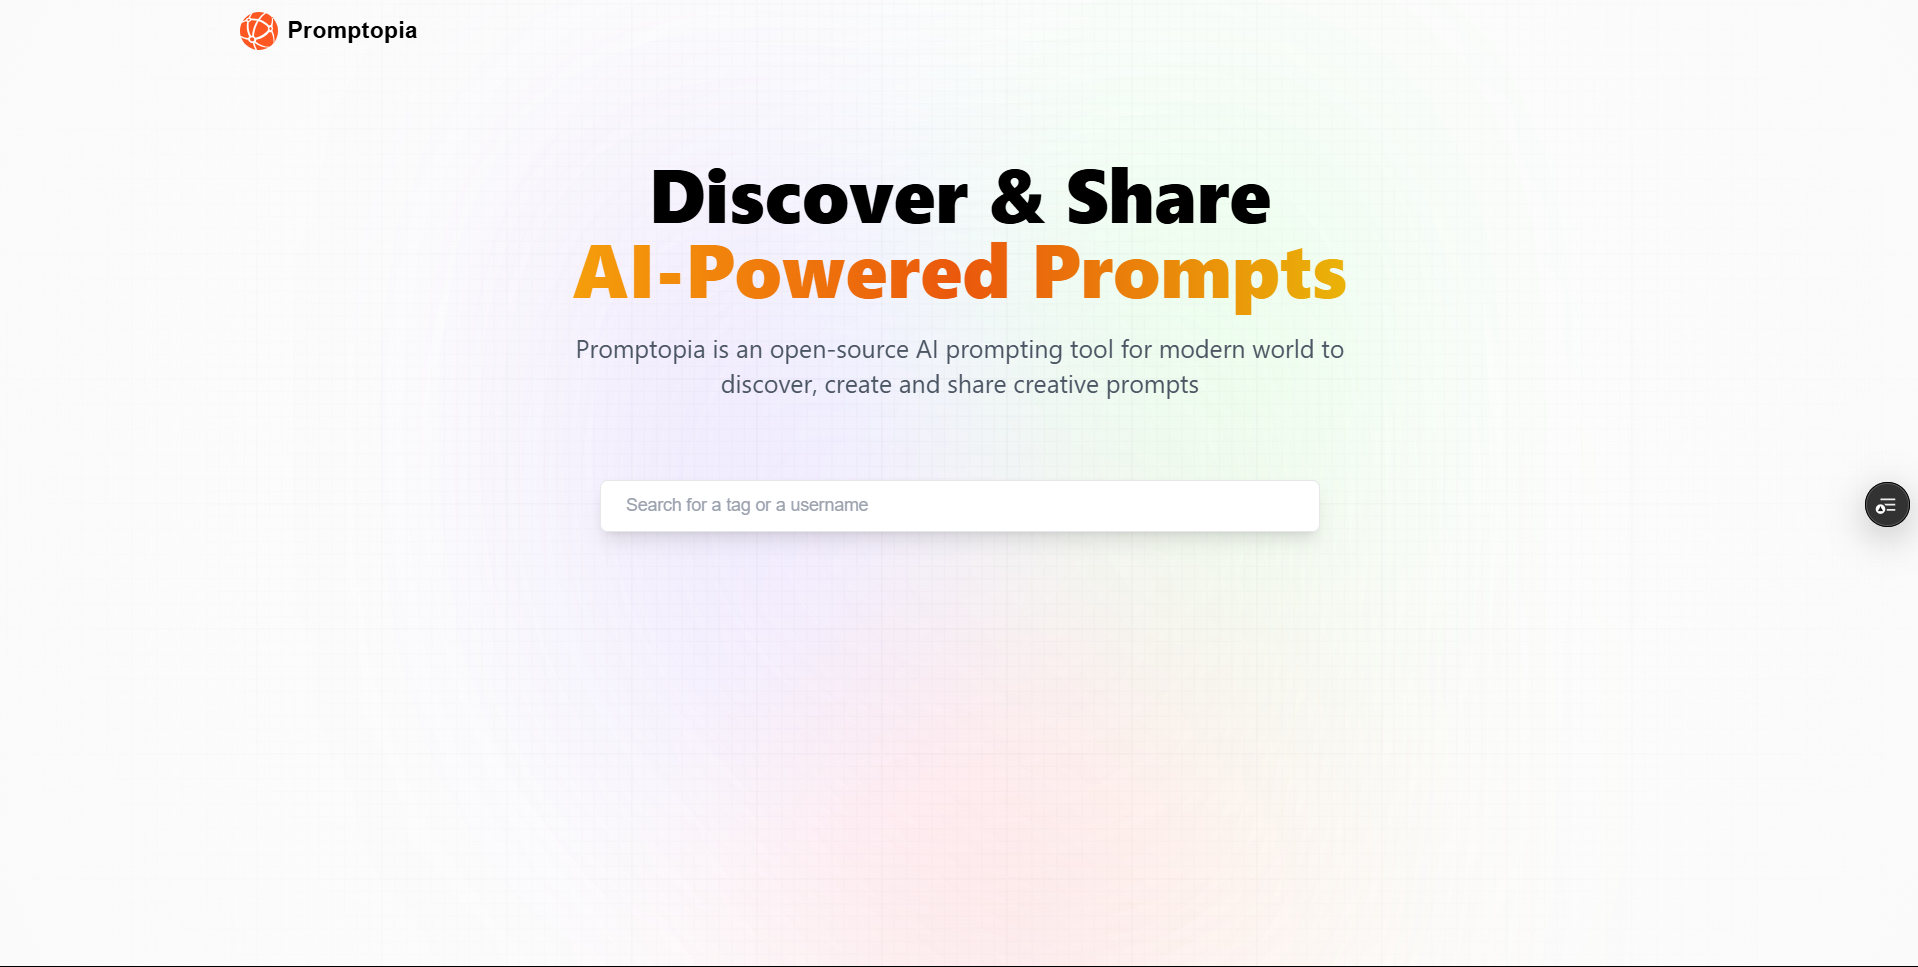 Promptopia
Discover & Share
AI-Powered Prompts
Promptopia is an open-source AI prompting tool for modern world to
discover, create and share creative prompts
Search for a tag or a username